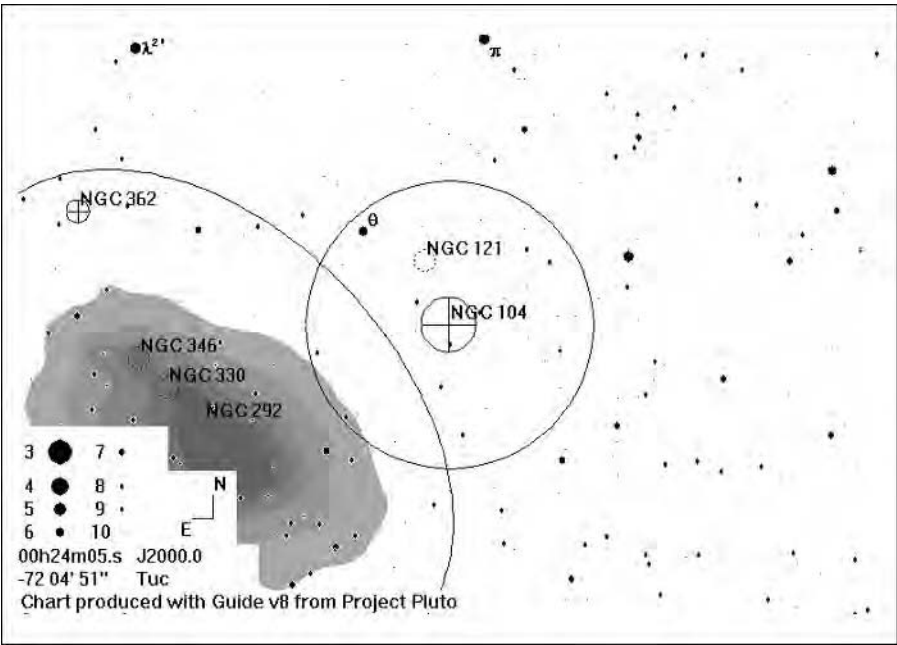 λ²
π
NGC 362
θ
NGC 121
NGC 104
NGC 346
NGC 330
NGC 292
3 7
4 8
5 9
6 10
N
E
00h24m05.s J2000.0
-72 04' 51" Tuc
Chart produced with Guide v8 from Project Pluto